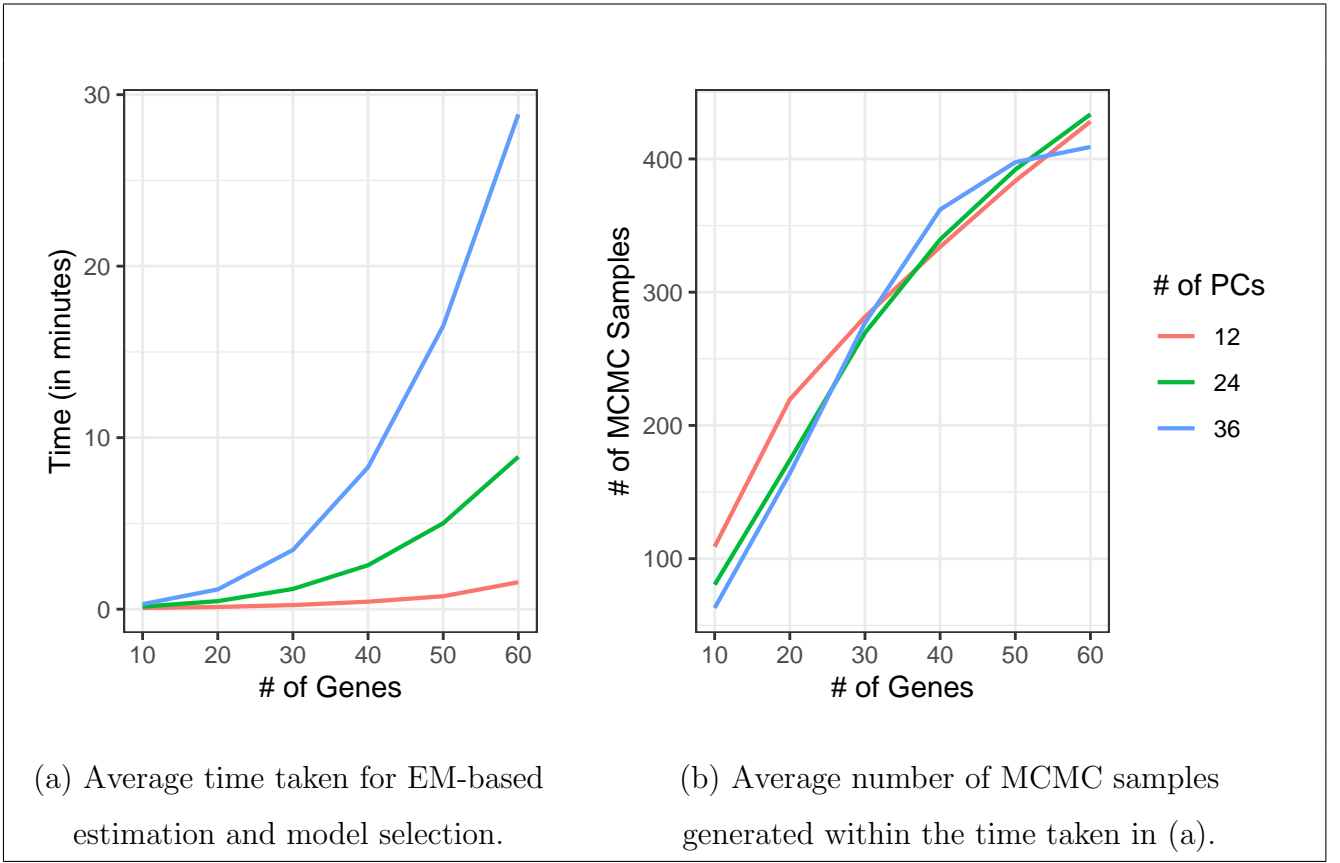 30
20
10
0
Time (in minutes)
10 20 30 40 50 60
# of Genes
(a) Average time taken for EM-based
estimation and model selection.
400
300
200
100
# of MCMC Samples
10 20 30 40 50 60
# of Genes
(b) Average number of MCMC samples
generated within the time taken in (a).
# of PCs
12
24
36